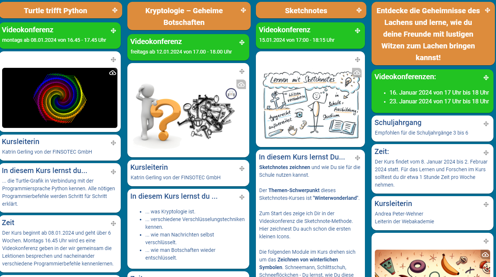 Turtle trifft Python
Videokonferenz
montags ab 08.01.2024 von 16.45 - 17.45 Uhr
Kursleiterin
Katrin Gerling von der FINSOTEC GmbH
In diesem Kurs lernst du...
... die Turtle-Grafik in Verbindung mit der
Programmiersprache Python kennen. Alle nötigen
Programmierbefehle werden Schritt für Schritt
erklärt.
Zeit
Der Kurs beginnt ab 08.01.2024 und geht über 6
Wochen. Montags 16:45 Uhr wird es eine
Videokonferenz geben in der wir gemeinsam die
Lektionen besprechen und nacheinander
verschiedene Programmierbefehle kennenlernen.
Kryptologie – Geheime
Botschaften
Videokonferenz
freitags ab 12.01.2024 von 17.00 - 18.00 Uhr
Kursleiterin
Katrin Gerling von der FINSOTEC GmbH
In diesem Kurs lernst du ...
... was Kryptologie ist
... verschiedene Verschlüsselungstechniken
kennen.
... wie man Nachrichten selbst
verschlüsselt.
... wie man Botschaften wieder
entschlüsselt.
Sketchnotes
Videokonferenz
15.01.2024 von 17:00 - 18:15 Uhr
Lernen mit Sketchnotes
In diesem Kurs lernst Du...
Sketchnotes zeichnen und wie Du sie für die
Schule nutzen kannst.
Der Themen-Schwerpunkt dieses
Sketchnotes-Kurses ist "Winterwonderland".
Zum Start des zeige ich Dir in der
Videokonferenz die Sketchnote-Methode.
Hier zeichnest Du auch schon die ersten
kleinen Icons.
Die folgenden Module im Kurs drehen sich
um das Zeichnen von winterlichen
Symbolen: Schneemann, Schlittschuh,
Schneeflöckchen - Du lernst, wie Du diese
Entdecke die Geheimnisse des
Lachens und lerne, wie du
deine Freunde mit lustigen
Witzen zum Lachen bringen
kannst!
Videokonferenzen:
16. Januar 2024 von 17 Uhr bis 18 Uhr
23. Januar 2024 von 17 Uhr bis 18 Uhr
Schuljahrgang
Empfohlen für die Schuljahrgänge 3 bis 6
Zeit:
Der Kurs findet vom 8. Januar 2024 bis 2. Februar
2024 statt. Für das Lernen und Forschen im Kurs
solltest du dir etwa 1 Stunde Zeit pro Woche
nehmen.
Kursleitung
Andrea Peter-Wehner
Leiterin der Webakademie